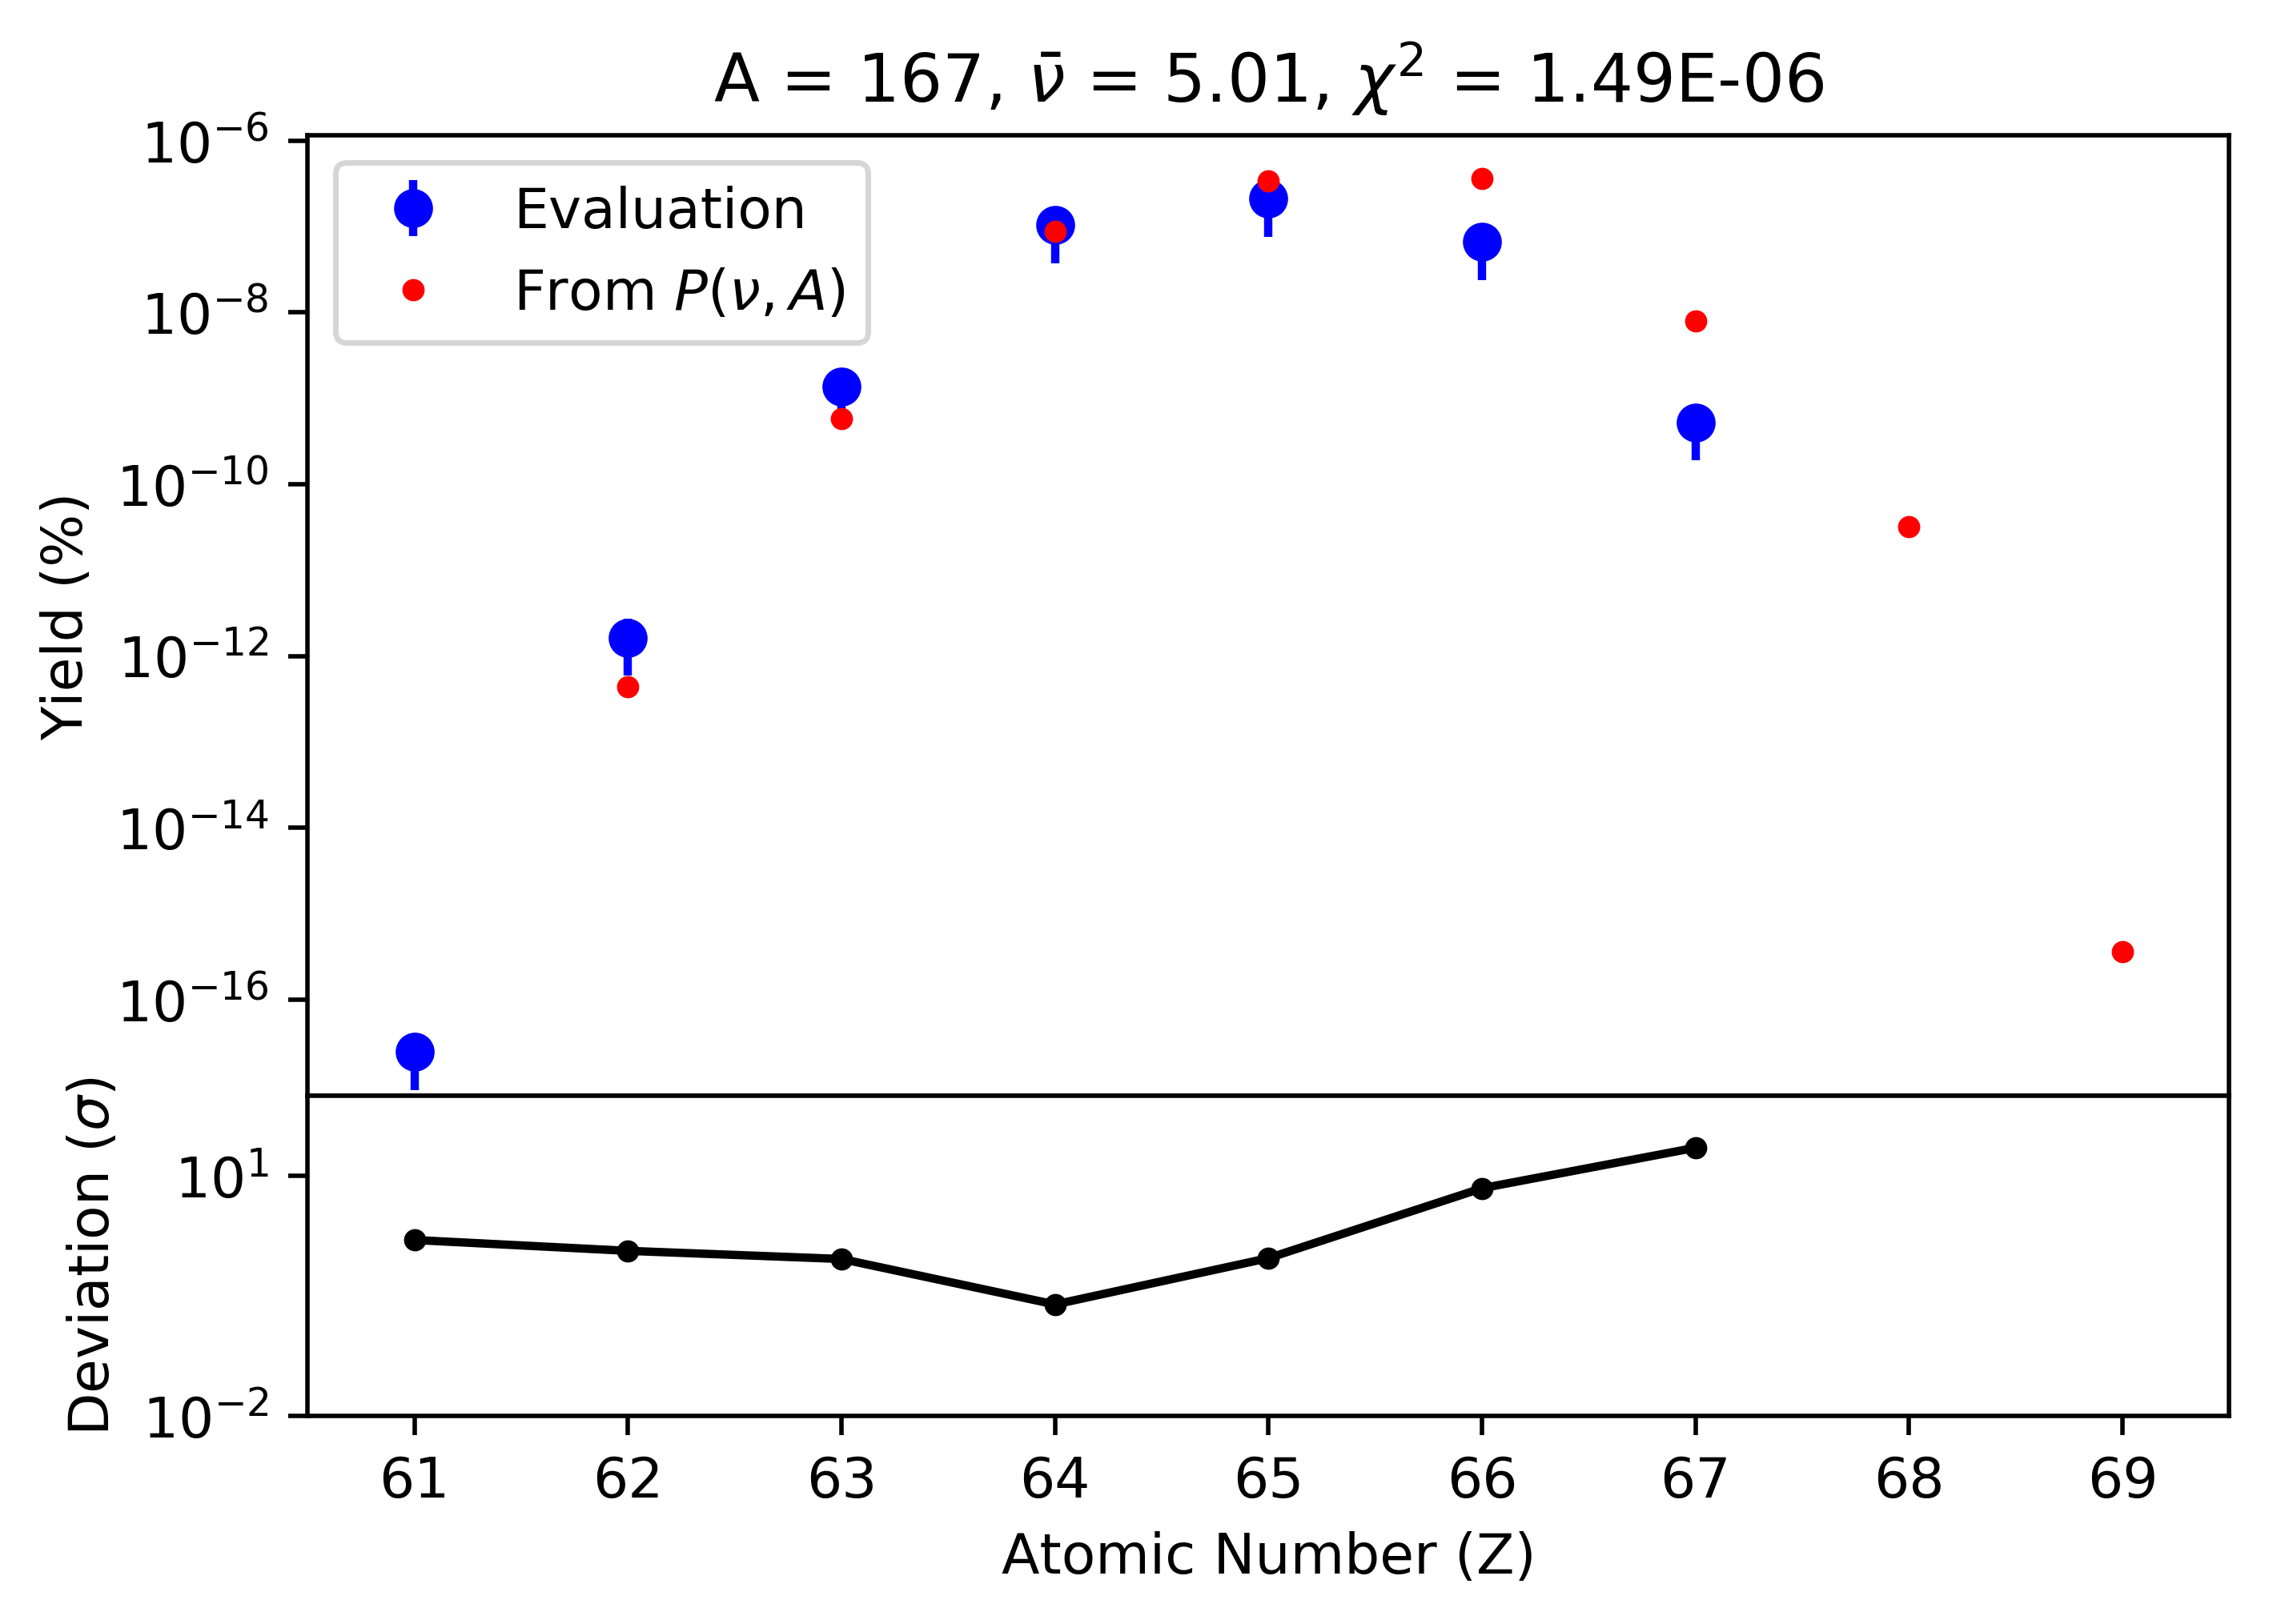 A = 167, ν̄ = 5.01, χ² = 1.49E-06
Evaluation
From P(ν, A)
Yield (%)
10⁻⁶
10⁻⁸
10⁻¹⁰
10⁻¹²
10⁻¹⁴
10⁻¹⁶
Deviation (σ)
10¹
10⁻²
61 62 63 64 65 66 67 68 69
Atomic Number (Z)